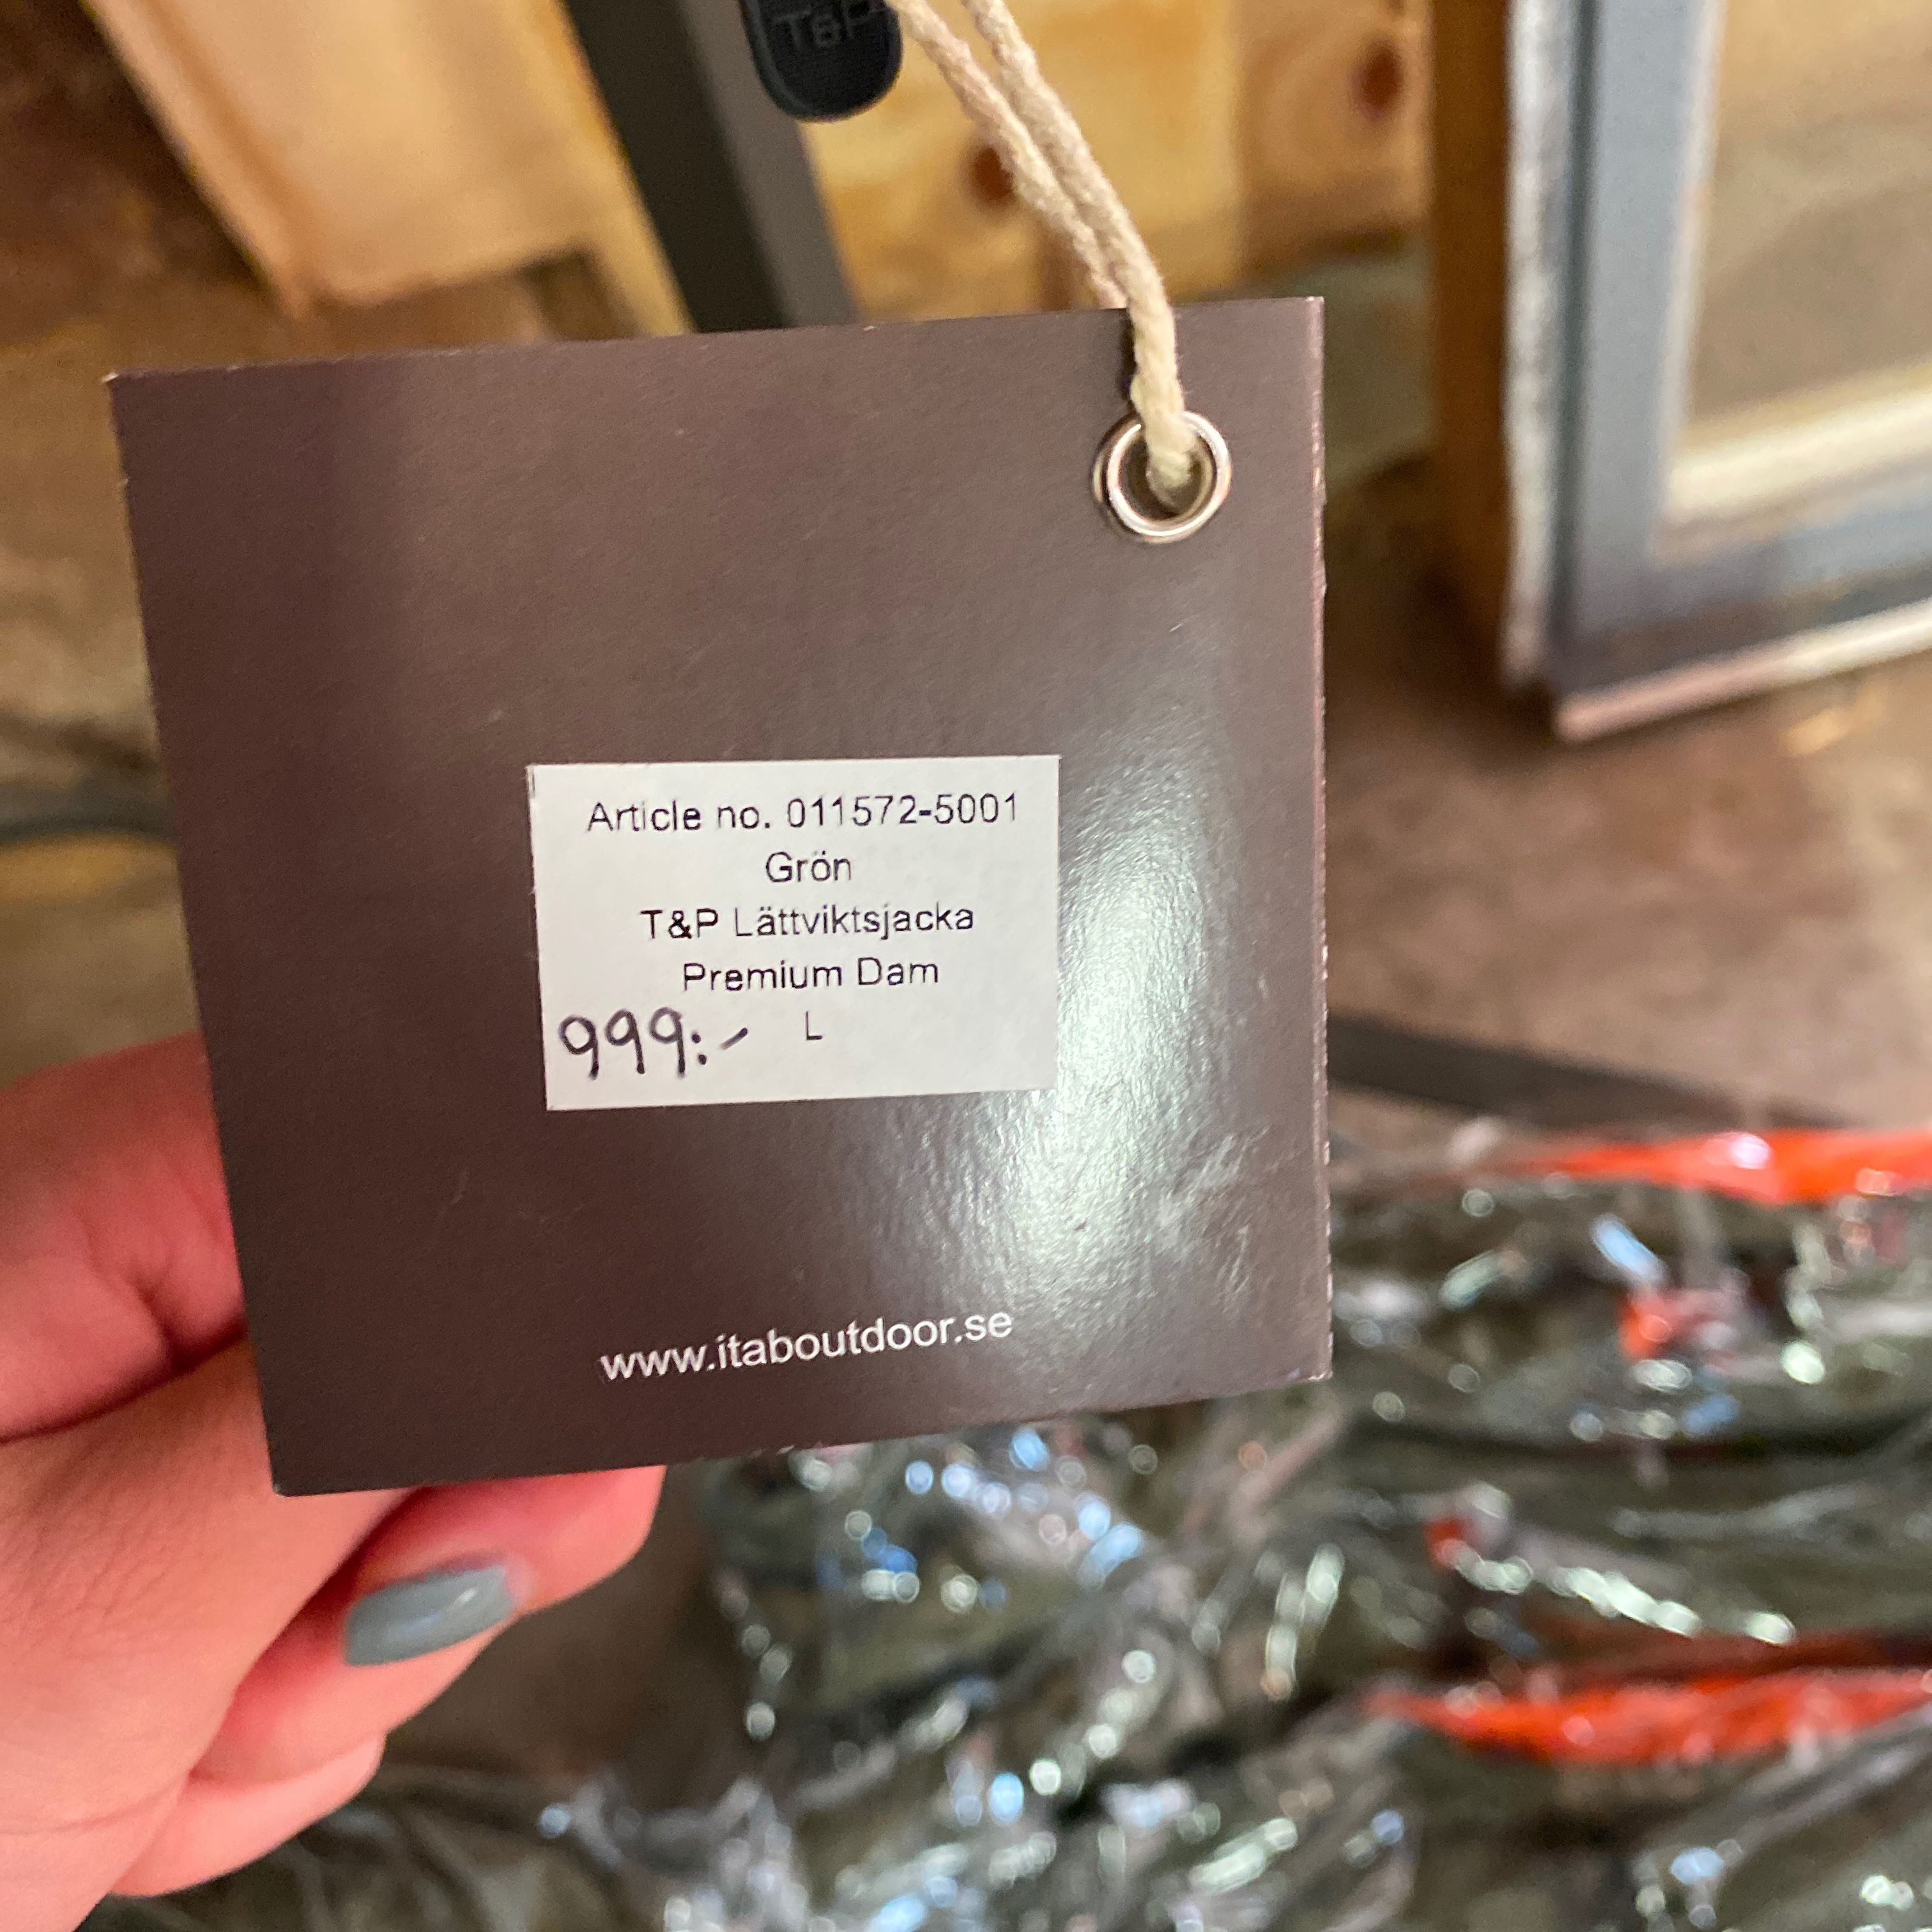 T&P
Article no. 011572-5001
Grön
T&P Lättviktsjacka
Premium Dam
999:- L
www.itaboutdoor.se